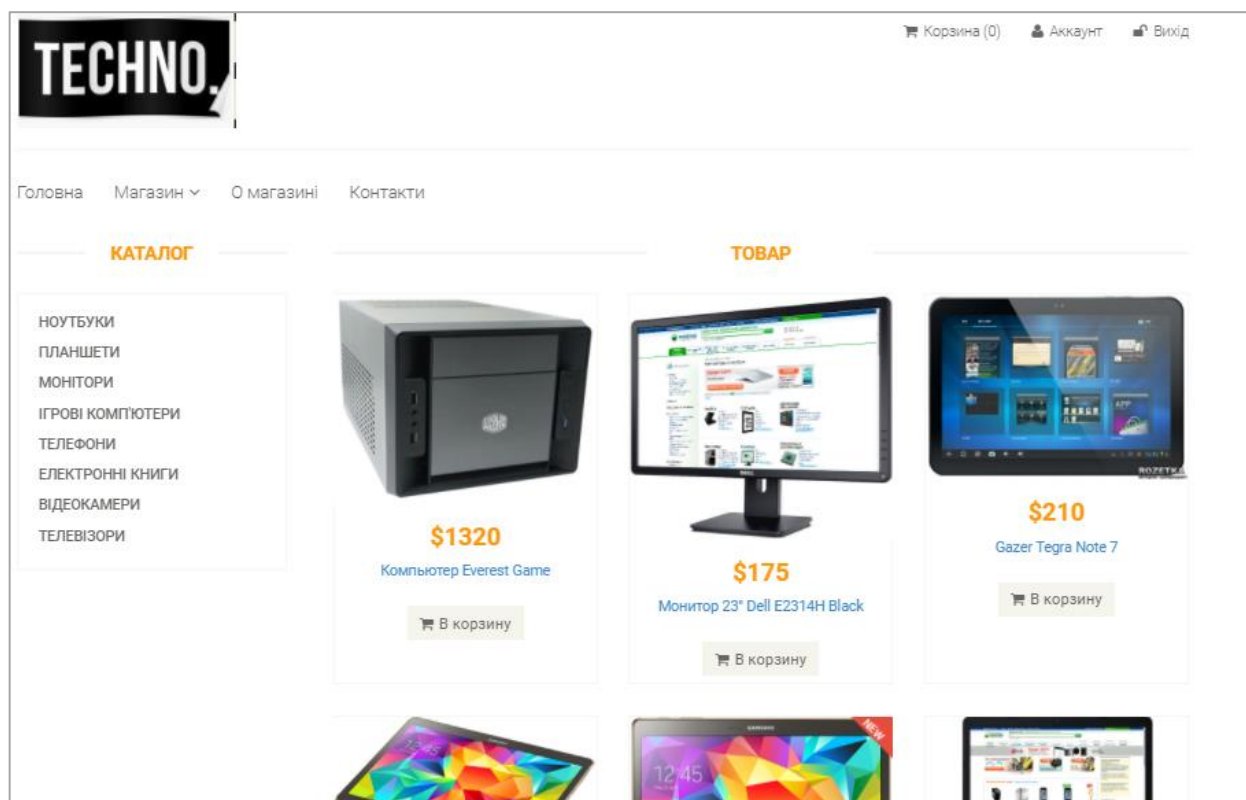 TECHNO.
Корзина (0)
Аккаунт
Вихід
Головна
Магазин
О магазині
Контакти
КАТАЛОГ
НОУТБУКИ
ПЛАНШЕТИ
МОНІТОРИ
ІГРОВІ КОМП'ЮТЕРИ
ТЕЛЕФОНИ
ЕЛЕКТРОННІ КНИГИ
ВІДЕОКАМЕРИ
ТЕЛЕВІЗОРИ
ТОВАР
$1320
Компьютер Everest Game
В корзину
DELL
$175
Монитор 23" Dell E2314H Black
В корзину
APP
ROZETKA
$210
Gazer Tegra Note 7
В корзину
12:45
SAMSUNG
NEW
12:45